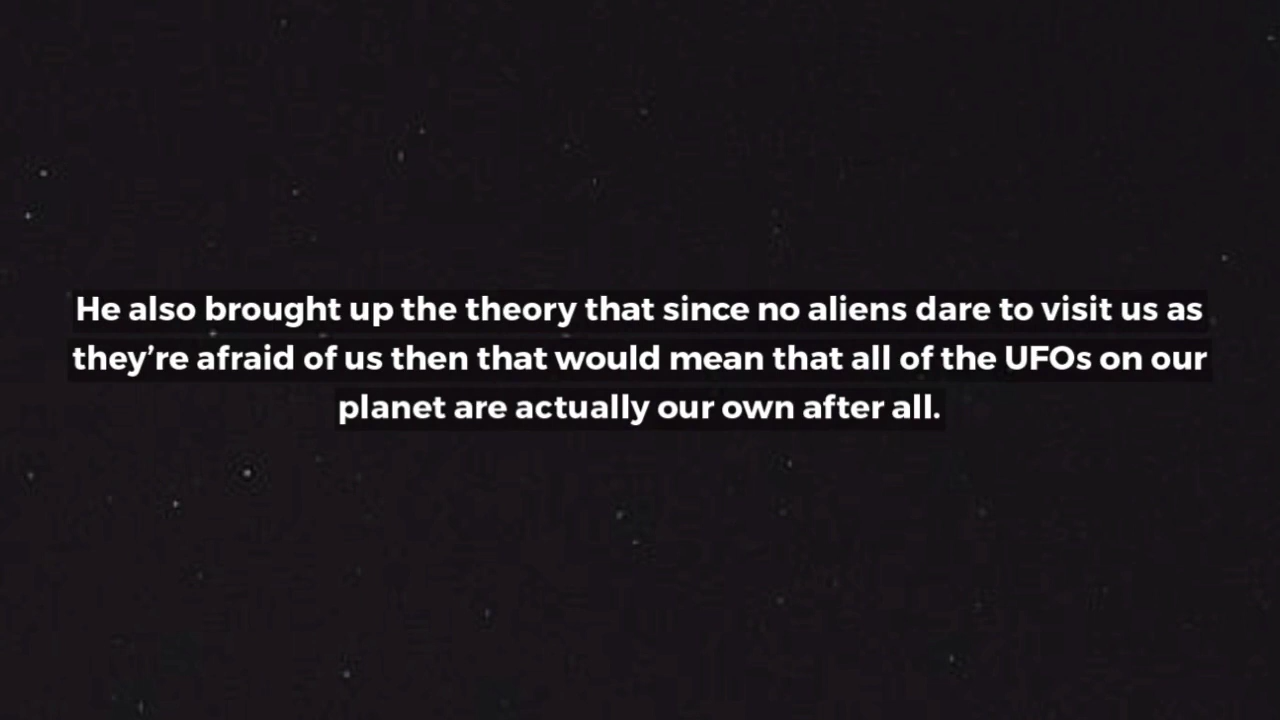 He also brought up the theory that since no aliens dare to visit us as
they’re afraid of us then that would mean that all of the UFOs on our
planet are actually our own after all.